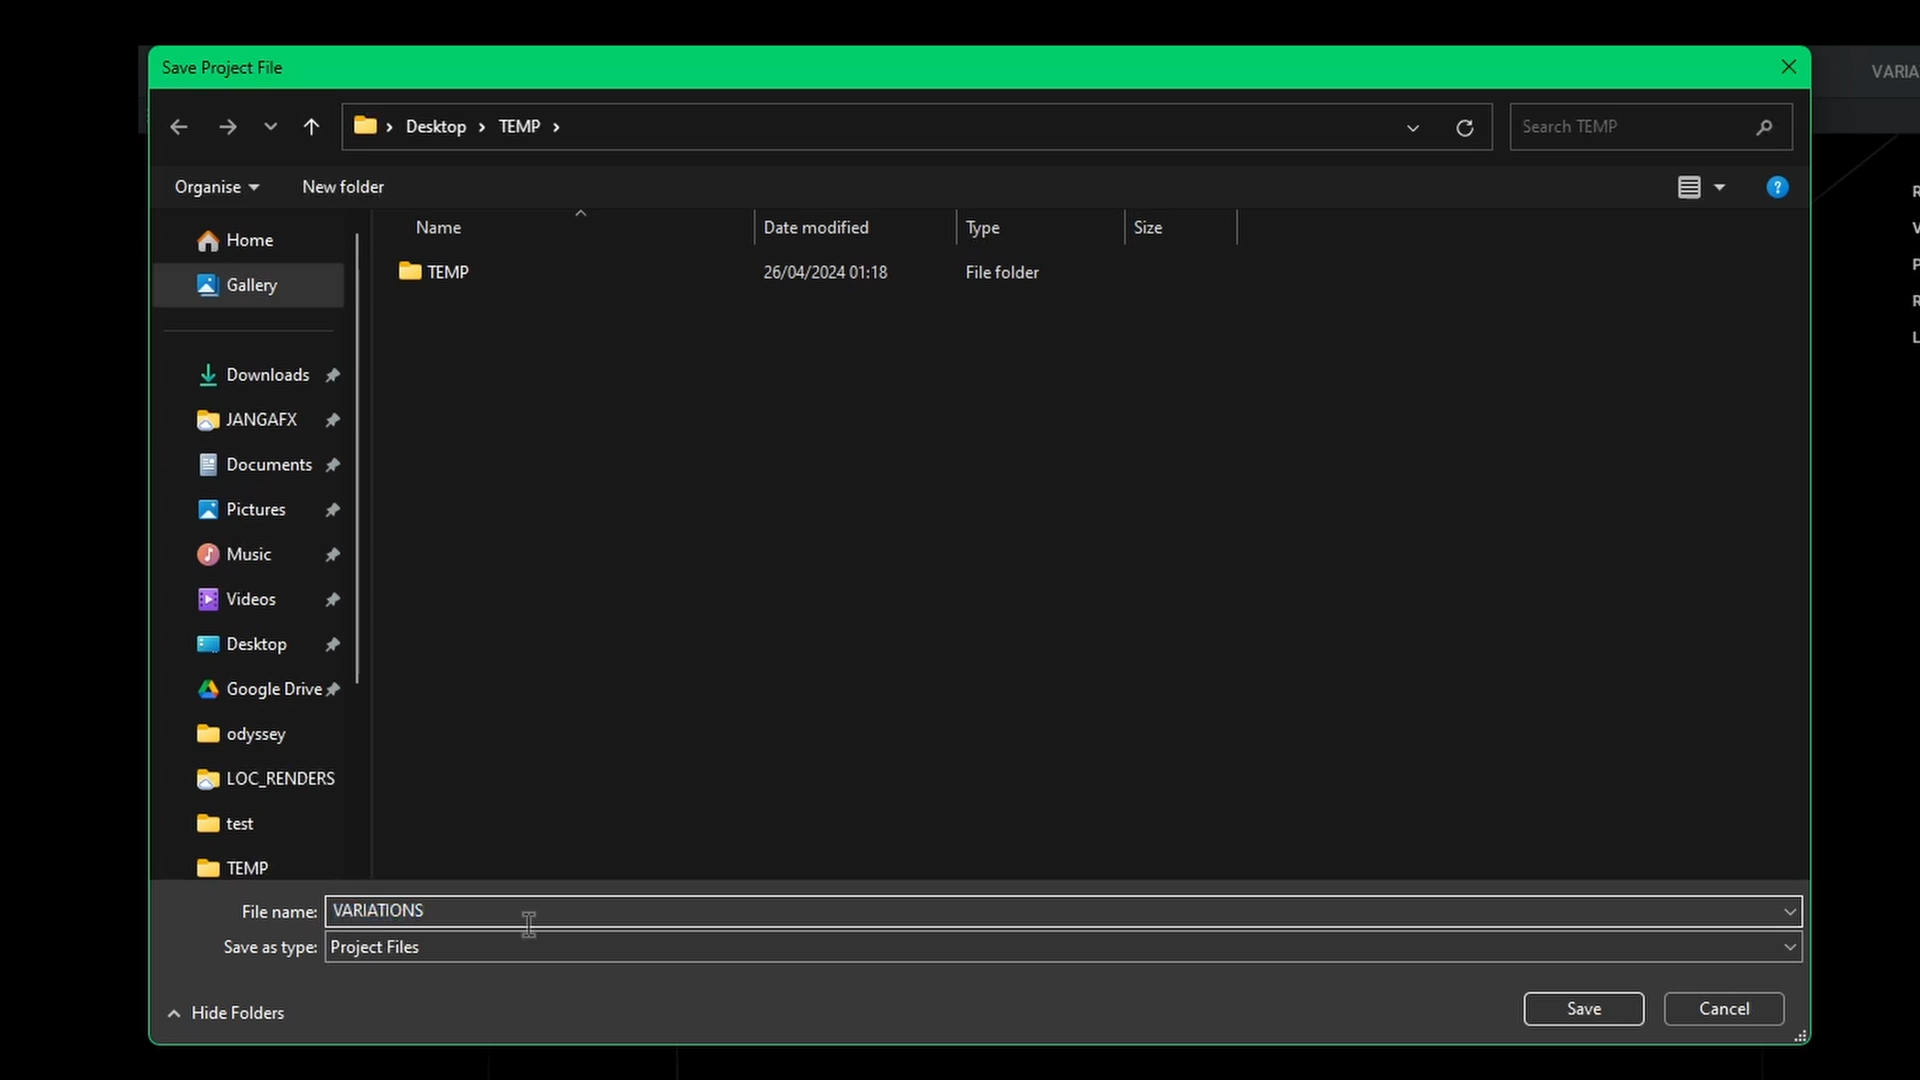 Save Project File
VARIA
Desktop
TEMP
Search TEMP
Organise
New folder
?
Name
Date modified
Type
Size
Home
Gallery
TEMP
26/04/2024 01:18
File folder
Downloads
JANGAFX
Documents
Pictures
Music
Videos
Desktop
Google Drive
odyssey
LOC_RENDERS
test
TEMP
File name:
VARIATIONS
Save as type:
Project Files
Hide Folders
Save
Cancel
R
V
P
R
L